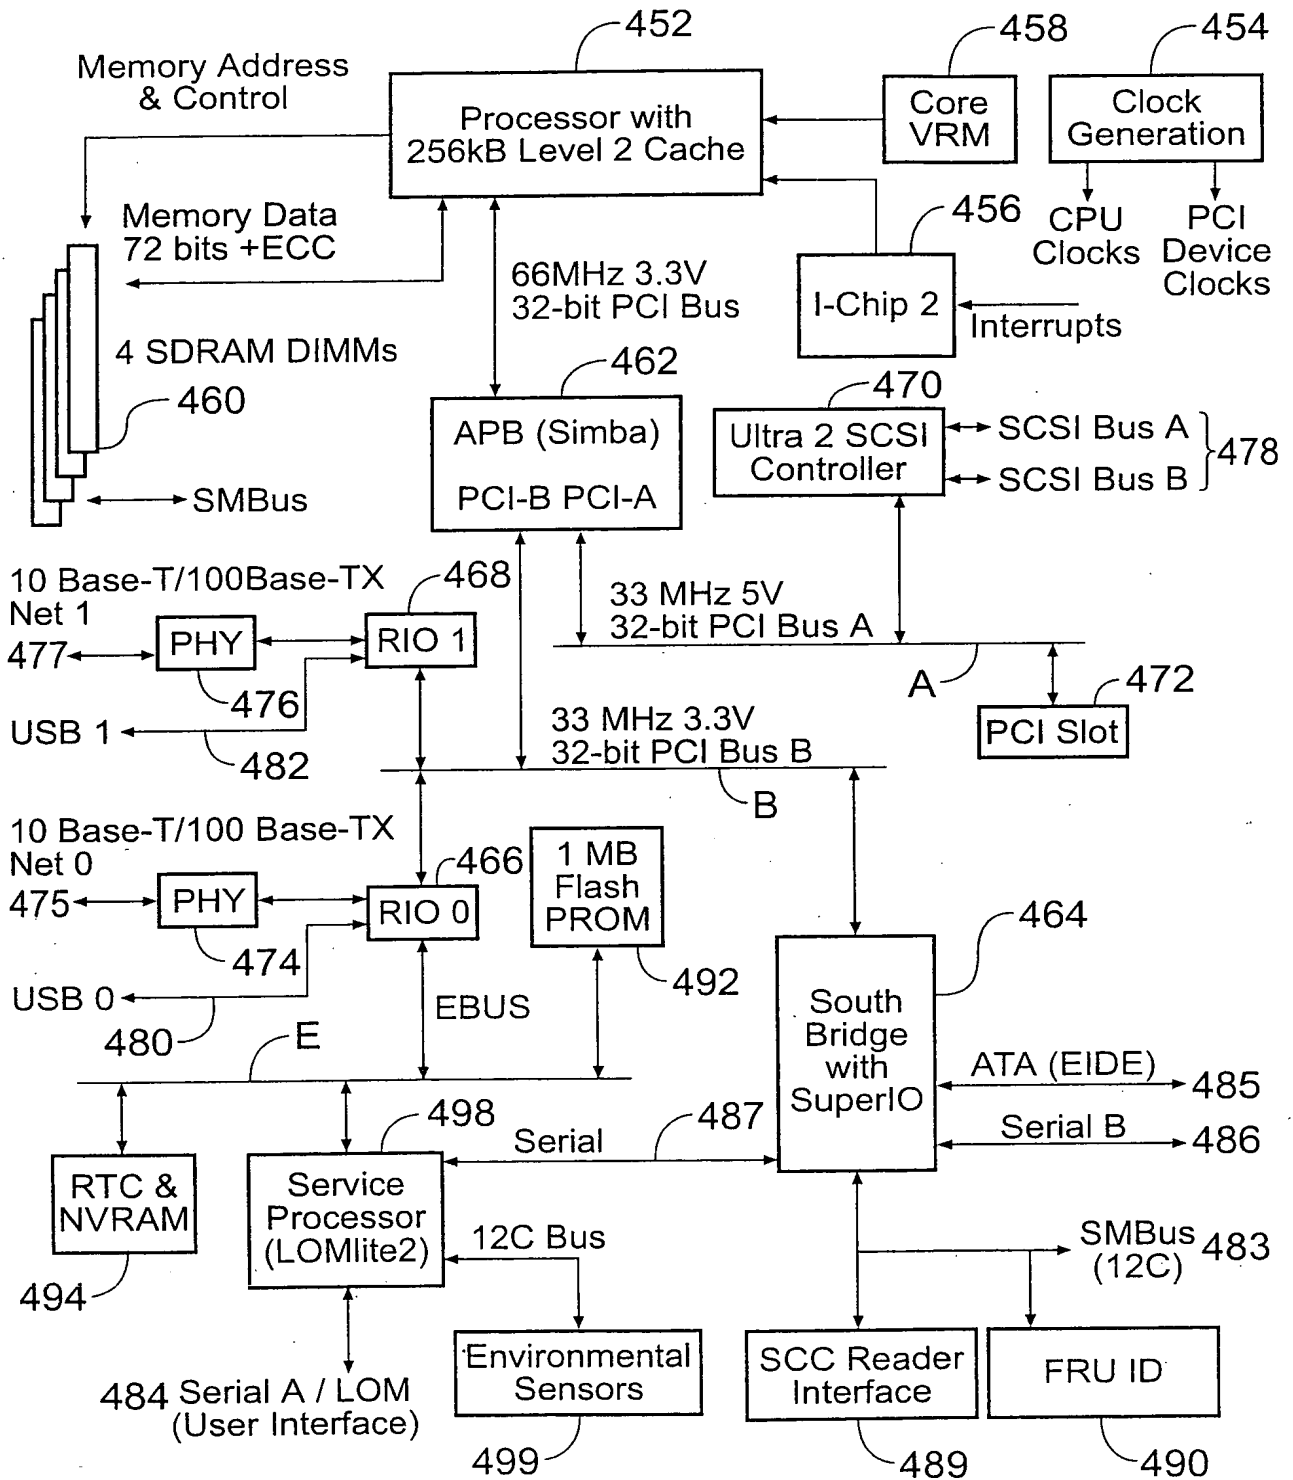 452
458
454
Memory Address
& Control
Processor with
256kB Level 2 Cache
Core
VRM
Clock
Generation
Memory Data
72 bits +ECC
456
CPU
Clocks
PCI
Device
Clocks
66MHz 3.3V
32-bit PCI Bus
I-Chip 2
Interrupts
4 SDRAM DIMMs
460
462
470
APB (Simba)
PCI-B PCI-A
Ultra 2 SCSI
Controller
SCSI Bus A
SCSI Bus B
478
SMBus
10 Base-T/100Base-TX
Net 1
477
PHY
476
468
RIO 1
33 MHz 5V
32-bit PCI Bus A
A
472
PCI Slot
USB 1
482
33 MHz 3.3V
32-bit PCI Bus B
B
10 Base-T/100 Base-TX
Net 0
475
PHY
474
466
RIO 0
1 MB
Flash
PROM
492
464
USB 0
480
E
EBUS
South
Bridge
with
SuperIO
ATA (EIDE)
485
Serial B
486
498
Serial
487
RTC &
NVRAM
494
Service
Processor
(LOMlite2)
12C Bus
SMBus
(12C)
483
484
Serial A / LOM
(User Interface)
Environmental
Sensors
499
SCC Reader
Interface
489
FRU ID
490